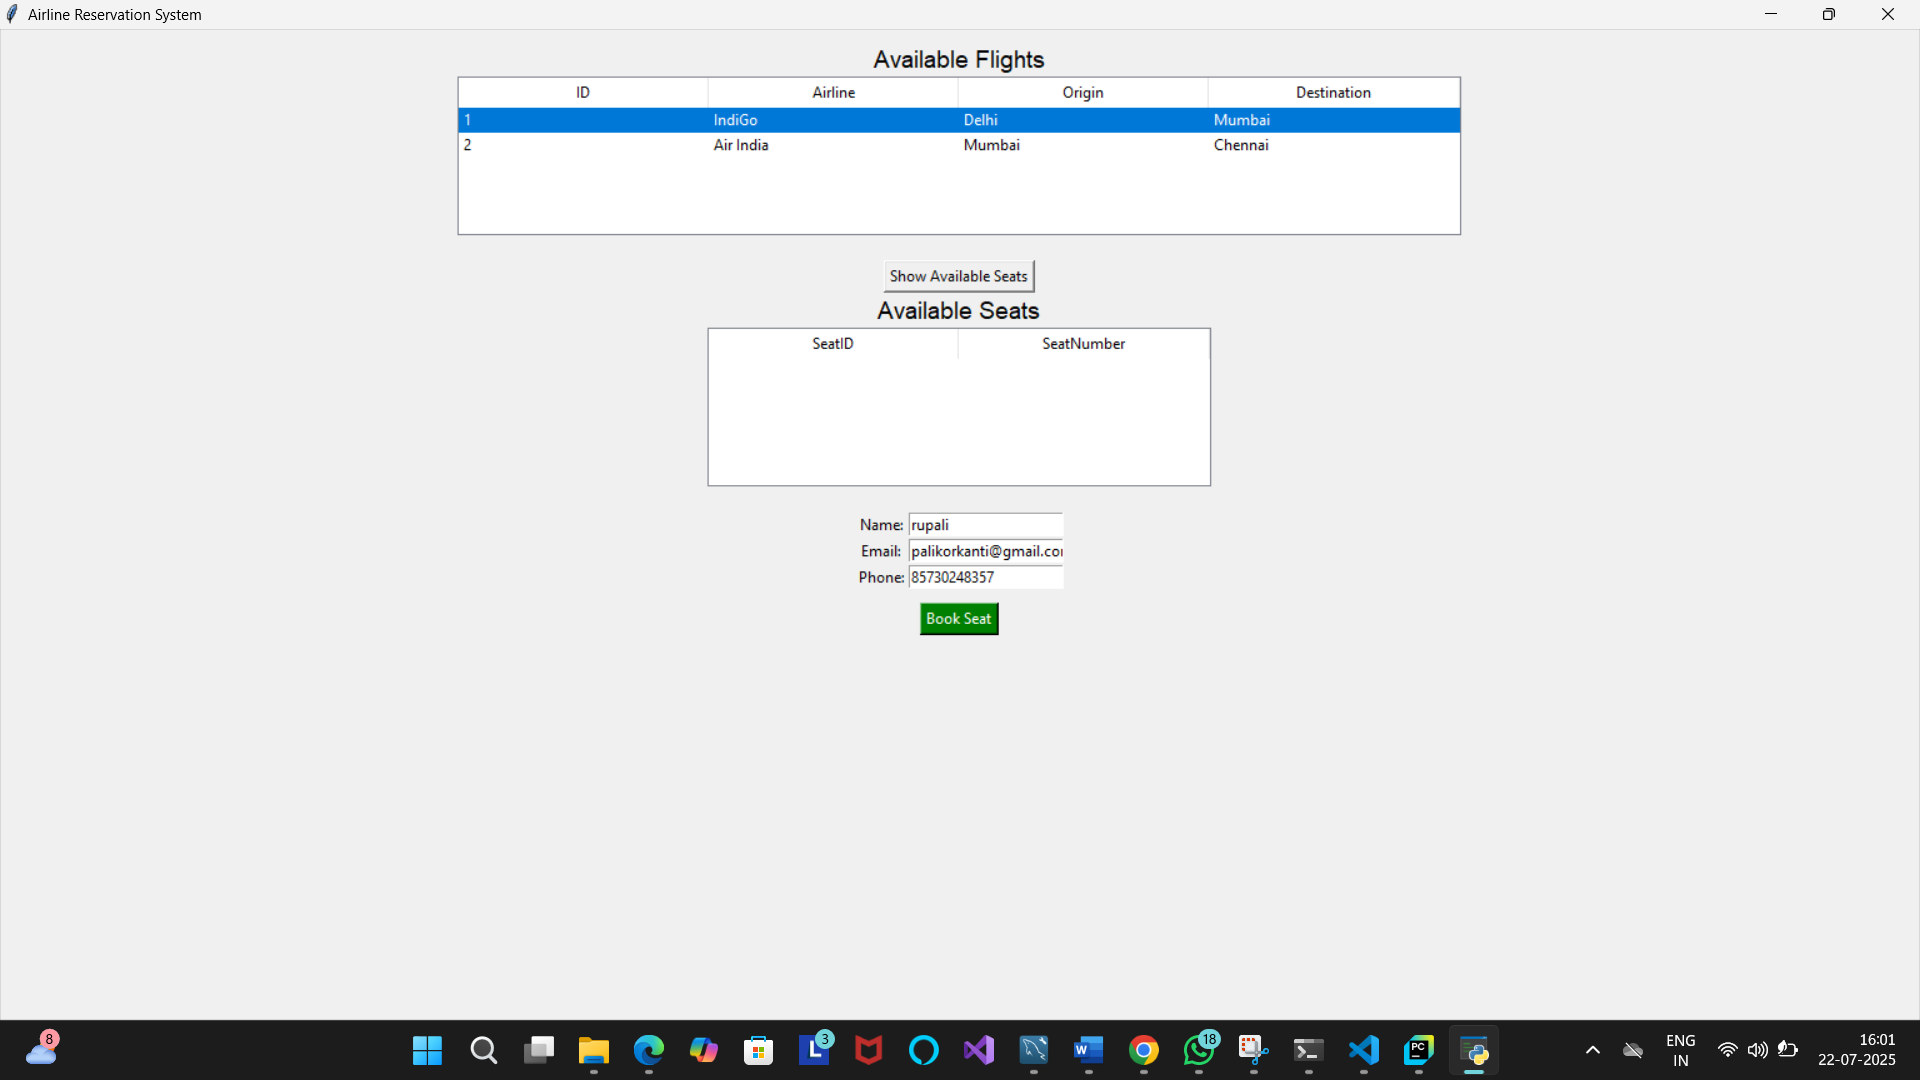 Airline Reservation System
Available Flights
ID Airline Origin Destination
1 IndiGo Delhi Mumbai
2 Air India Mumbai Chennai
Show Available Seats
Available Seats
SeatID SeatNumber
Name: rupali
Email: palikorkanti@gmail.co
Phone: 85730248357
Book Seat
8
L 3
W
18
PC
ENG
IN
16:01
22-07-2025